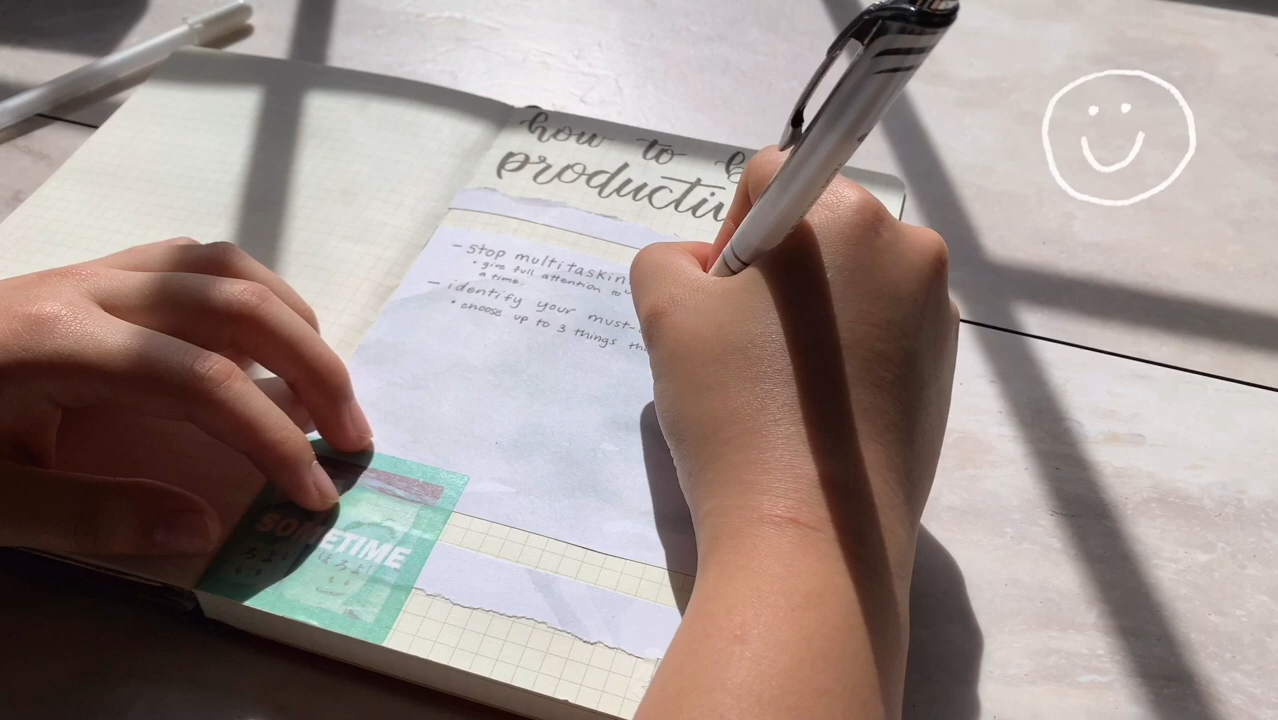 how to b
productiv
- stop multitaskin
• give full attention to
a time.
- identify your must-
• choose up to 3 things th
SOMETIME